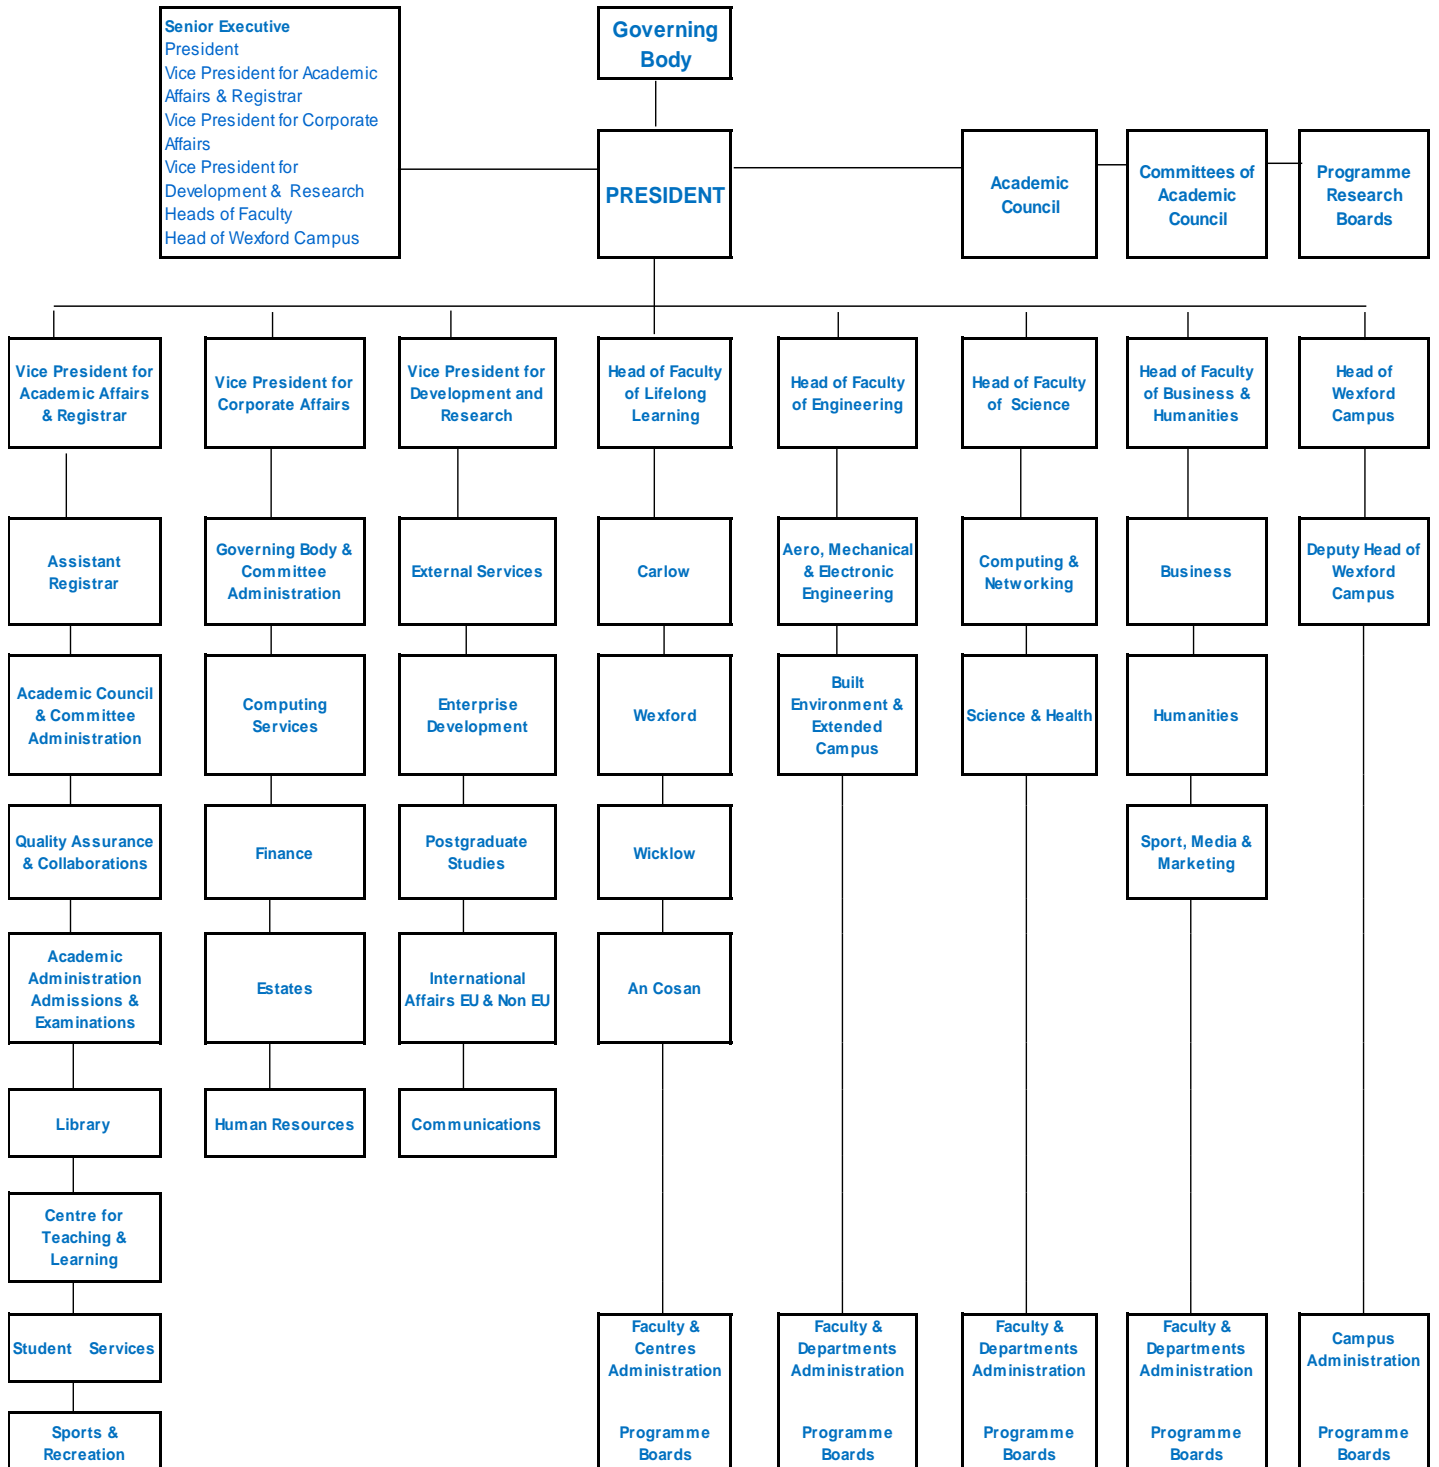 Senior Executive
President
Vice President for Academic
Affairs & Registrar
Vice President for Corporate
Affairs
Vice President for
Development & Research
Heads of Faculty
Head of Wexford Campus
Governing
Body
PRESIDENT
Academic
Council
Committees of
Academic
Council
Programme
Research
Boards
Vice President for
Academic Affairs
& Registrar
Vice President for
Corporate Affairs
Vice President for
Development and
Research
Head of Faculty
of Lifelong
Learning
Head of Faculty
of Engineering
Head of Faculty
of Science
Head of Faculty
of Business &
Humanities
Head of
Wexford
Campus
Assistant
Registrar
Governing Body &
Committee
Administration
External Services
Carlow
Aero, Mechanical
& Electronic
Engineering
Computing &
Networking
Business
Deputy Head of
Wexford
Campus
Academic Council
& Committee
Administration
Computing
Services
Enterprise
Development
Wexford
Built
Environment &
Extended
Campus
Science & Health
Humanities
Quality Assurance
& Collaborations
Finance
Postgraduate
Studies
Wicklow
Sport, Media &
Marketing
Academic
Administration
Admissions &
Examinations
Estates
International
Affairs EU & Non EU
An Cosan
Library
Human Resources
Communications
Centre for
Teaching &
Learning
Student Services
Faculty &
Centres
Administration
Faculty &
Departments
Administration
Faculty &
Departments
Administration
Faculty &
Departments
Administration
Campus
Administration
Sports &
Recreation
Programme
Boards
Programme
Boards
Programme
Boards
Programme
Boards
Programme
Boards